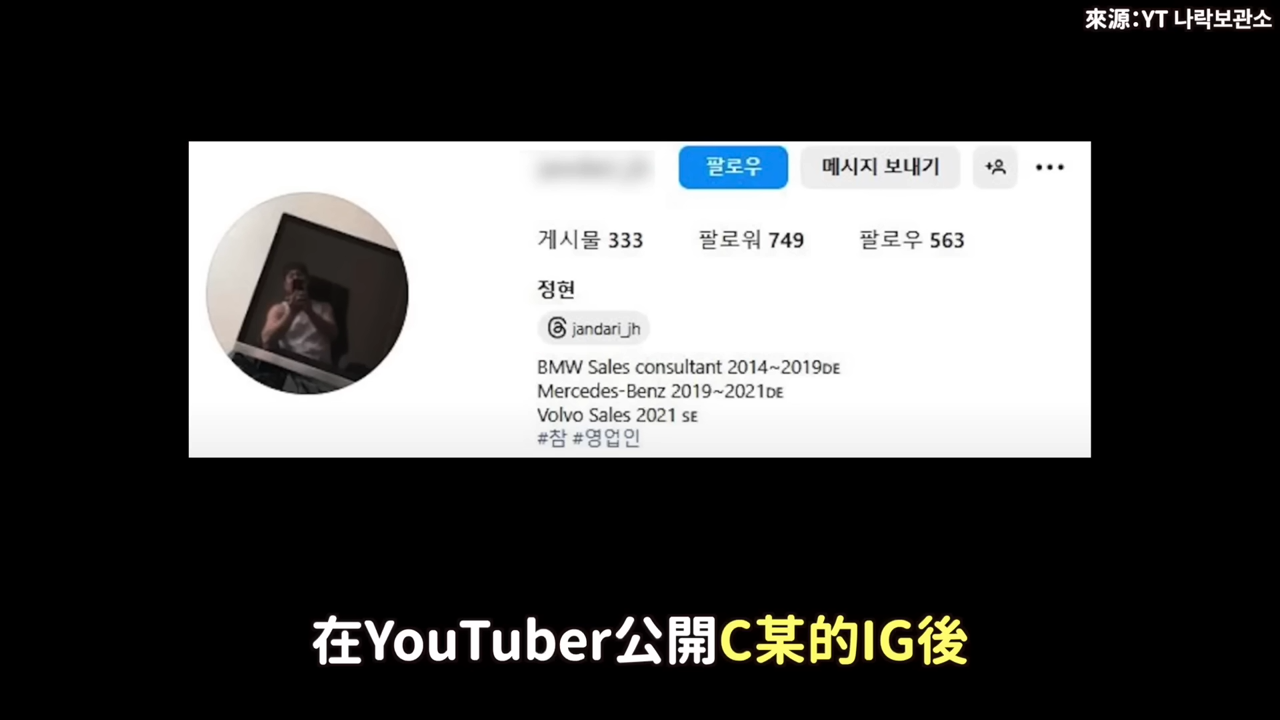 來源:YT 나락보관소
팔로우 메시지 보내기
게시물 333 팔로워 749 팔로우 563
정현
jandari_jh
BMW Sales consultant 2014~2019DE
Mercedes-Benz 2019~2021DE
Volvo Sales 2021 SE
#참 #영업인
在YouTuber公開C某的IG後